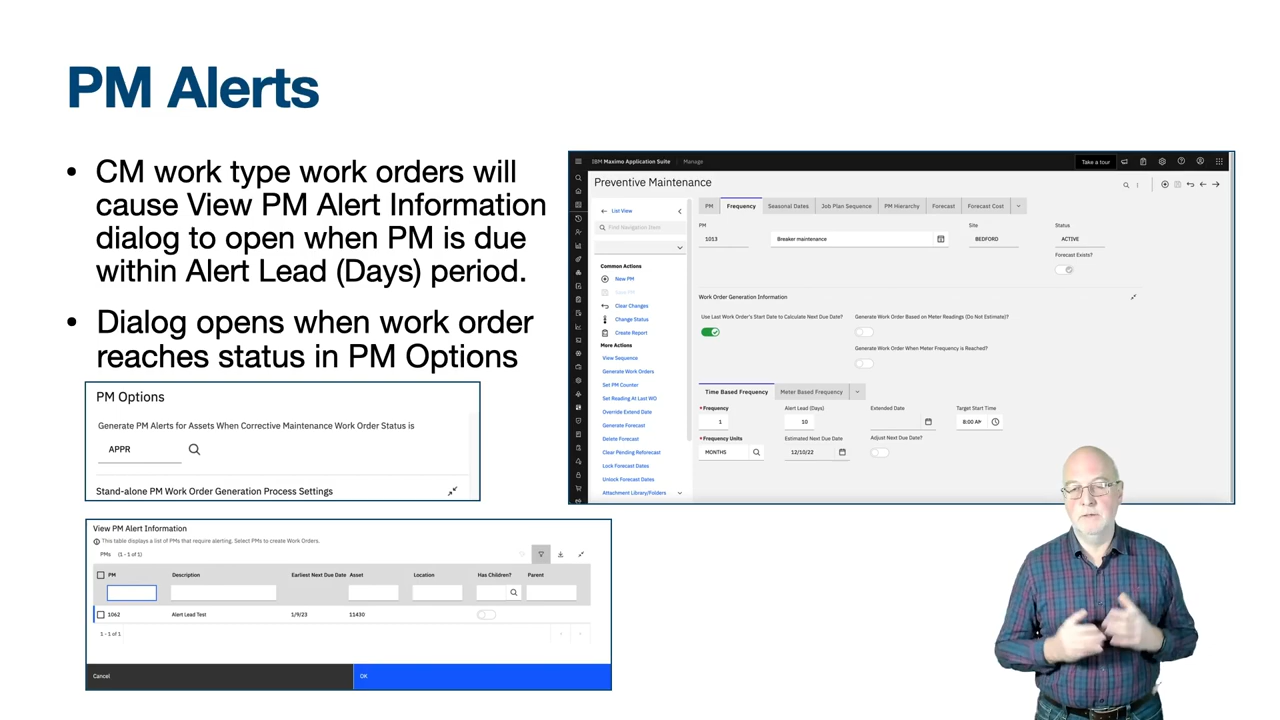 PM Alerts
• CM work type work orders will
cause View PM Alert Information
dialog to open when PM is due
within Alert Lead (Days) period.
• Dialog opens when work order
reaches status in PM Options
PM Options
Generate PM Alerts for Assets When Corrective Maintenance Work Order Status is
APPR
Stand-alone PM Work Order Generation Process Settings
View PM Alert Information
This table displays a list of PMs that require alerting. Select PMs to create Work Orders.
PMs (1 - 1 of 1)
PM Description Earliest Next Due Date Asset Location Has Children? Parent
1062 Alert Lead Test 1/9/23 11430
1 - 1 of 1
Cancel OK
IBM Maximo Application Suite Manage Take a tour
Preventive Maintenance
List View
Find Navigation Item
Common Actions
New PM
Save PM
Clear Changes
Change Status
Create Report
More Actions
View Sequence
Generate Work Orders
Set PM Counter
Set Reading At Last WO
Override Extend Date
Generate Forecast
Delete Forecast
Clear Pending Reforecast
Lock Forecast Dates
Unlock Forecast Dates
Attachment Library/Folders
PM Frequency Seasonal Dates Job Plan Sequence PM Hierarchy Forecast Forecast Cost
PM Site Status
1013 Breaker maintenance BEDFORD ACTIVE
Forecast Exists?
Work Order Generation Information
Use Last Work Order's Start Date to Calculate Next Due Date? Generate Work Order Based on Meter Readings (Do Not Estimate)?
Generate Work Order When Meter Frequency is Reached?
Time Based Frequency Meter Based Frequency
* Frequency Alert Lead (Days) Extended Date Target Start Time
1 10 8:00 AM
* Frequency Units Estimated Next Due Date Adjust Next Due Date?
MONTHS 12/10/22